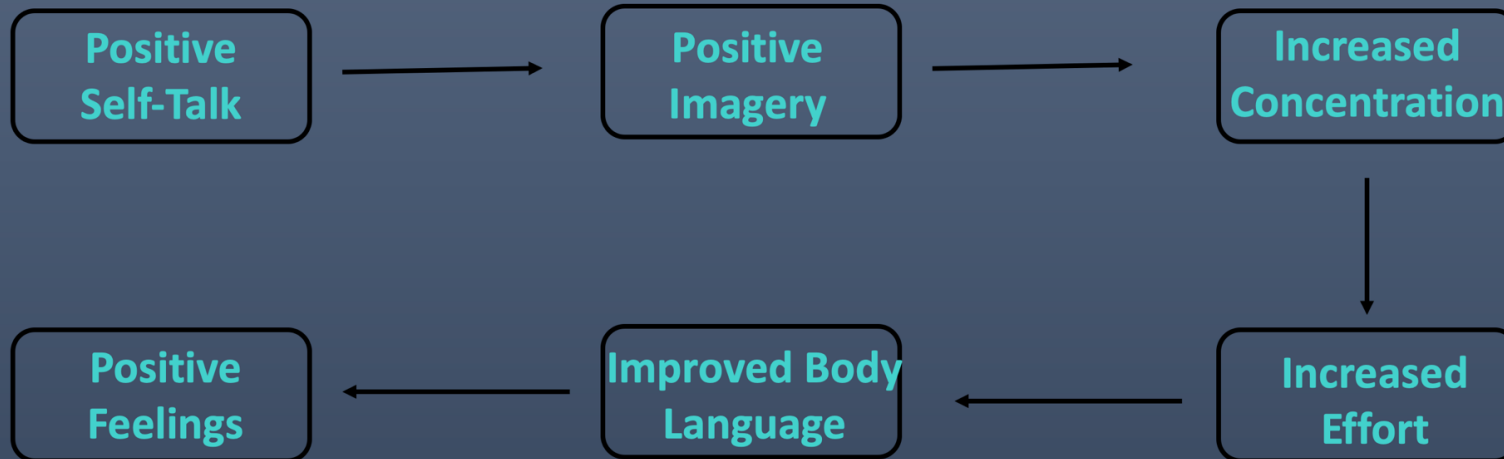 Positive
Self-Talk
Positive
Imagery
Increased
Concentration
Positive
Feelings
Improved Body
Language
Increased
Effort